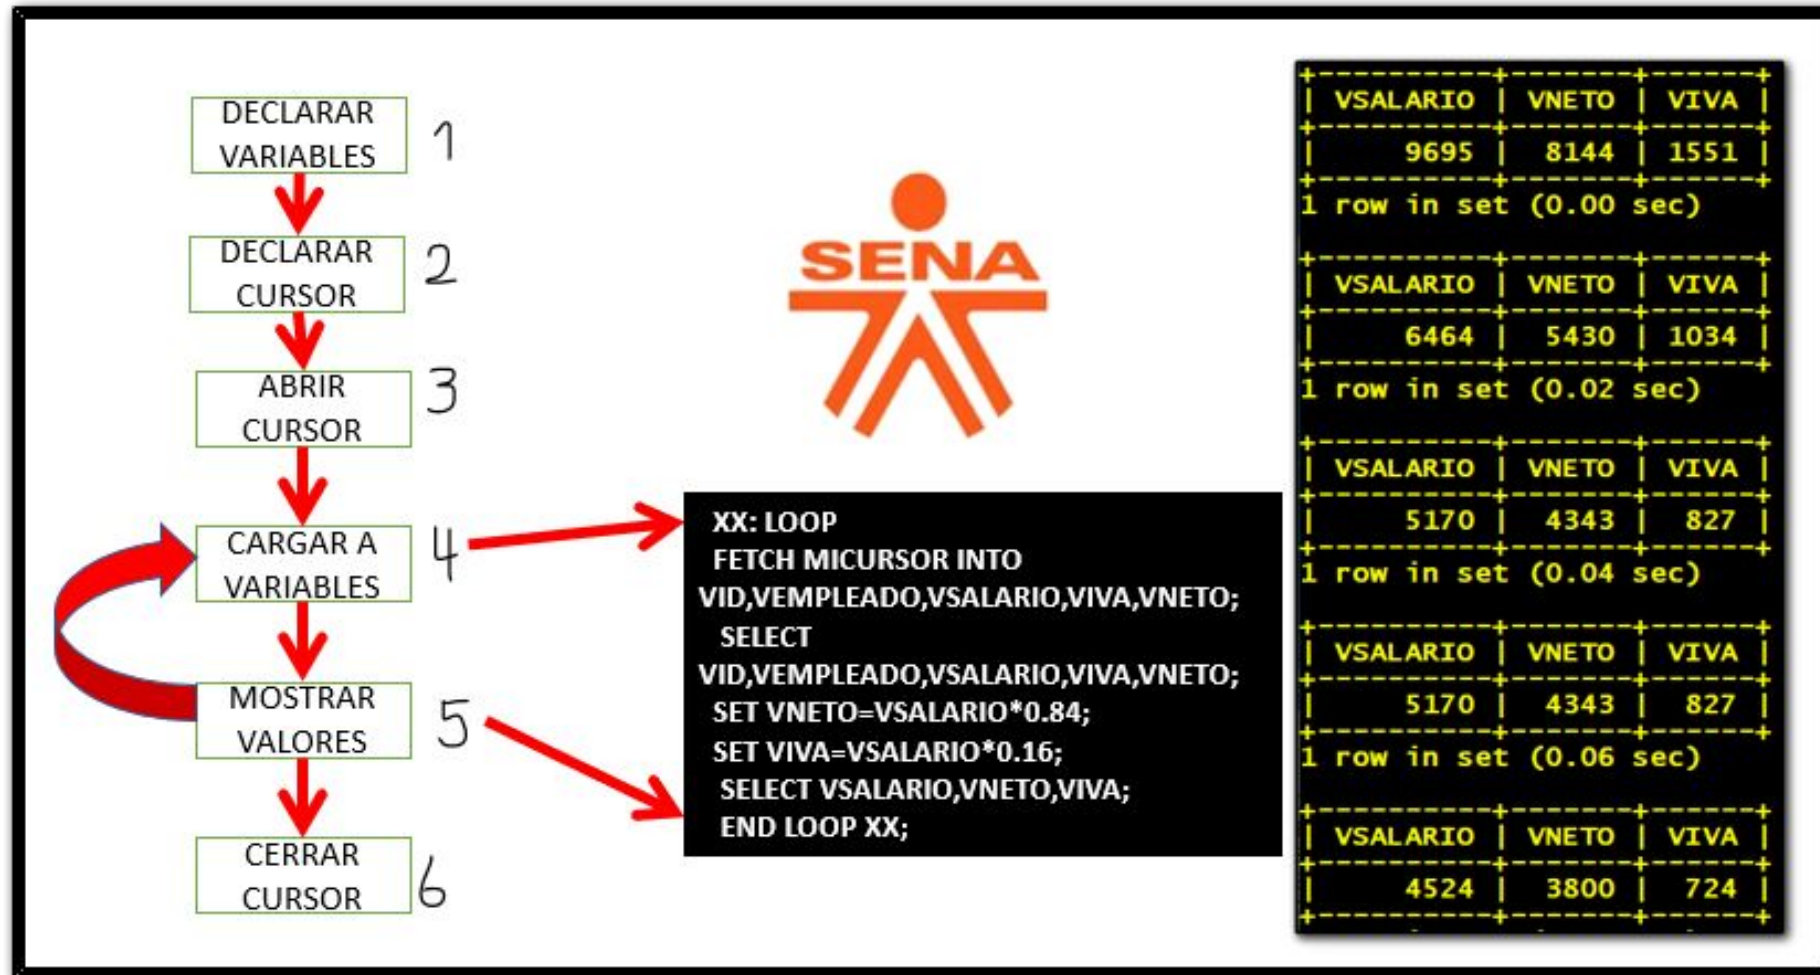 DECLARAR
VARIABLES
1
DECLARAR
CURSOR
2
ABRIR
CURSOR
3
CARGAR A
VARIABLES
4
MOSTRAR
VALORES
5
CERRAR
CURSOR
6
SENA
XX: LOOP
FETCH MICURSOR INTO
VID,VEMPLEADO,VSALARIO,VIVA,VNETO;
SELECT
VID,VEMPLEADO,VSALARIO,VIVA,VNETO;
SET VNETO=VSALARIO*0.84;
SET VIVA=VSALARIO*0.16;
SELECT VSALARIO,VNETO,VIVA;
END LOOP XX;
+----------+-------+------+
| VSALARIO | VNETO | VIVA |
+----------+-------+------+
| 9695 | 8144 | 1551 |
+----------+-------+------+
1 row in set (0.00 sec)
+----------+-------+------+
| VSALARIO | VNETO | VIVA |
+----------+-------+------+
| 6464 | 5430 | 1034 |
+----------+-------+------+
1 row in set (0.02 sec)
+----------+-------+------+
| VSALARIO | VNETO | VIVA |
+----------+-------+------+
| 5170 | 4343 | 827 |
+----------+-------+------+
1 row in set (0.04 sec)
+----------+-------+------+
| VSALARIO | VNETO | VIVA |
+----------+-------+------+
| 5170 | 4343 | 827 |
+----------+-------+------+
1 row in set (0.06 sec)
+----------+-------+------+
| VSALARIO | VNETO | VIVA |
+----------+-------+------+
| 4524 | 3800 | 724 |
+----------+-------+------+